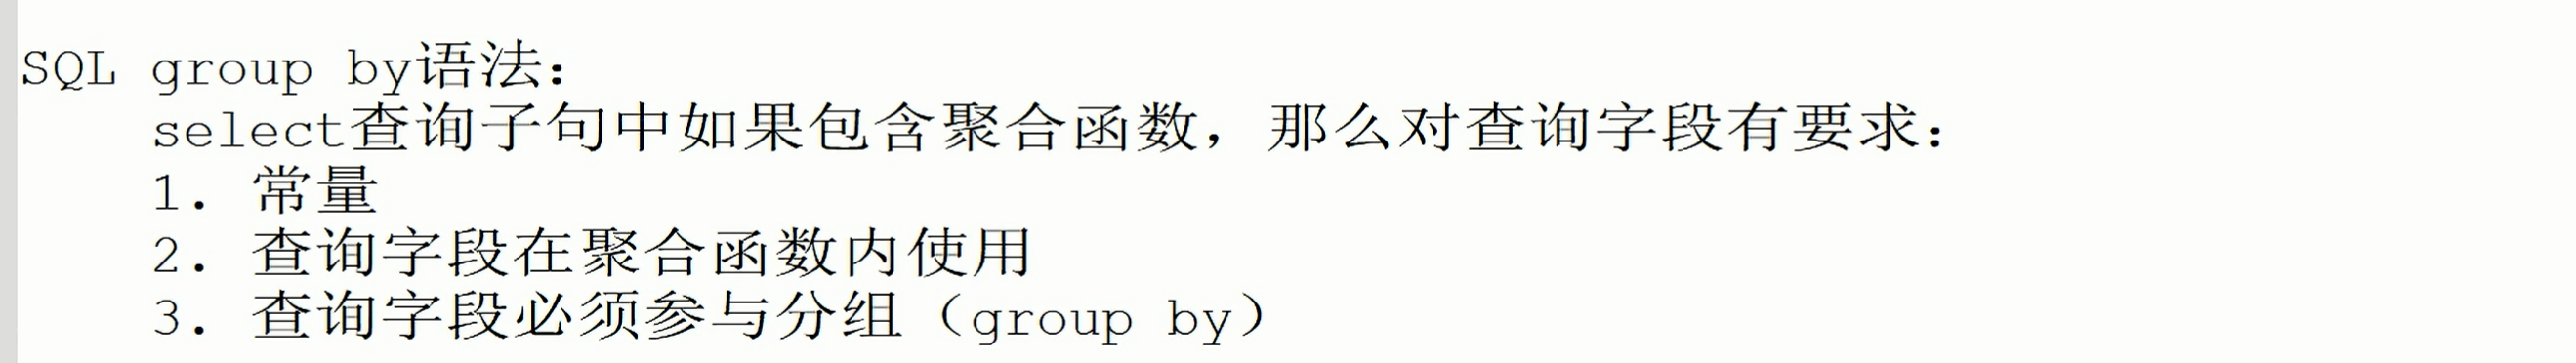 SQL group by语法：
select查询子句中如果包含聚合函数，那么对查询字段有要求：
1. 常量
2. 查询字段在聚合函数内使用
3. 查询字段必须参与分组（group by）